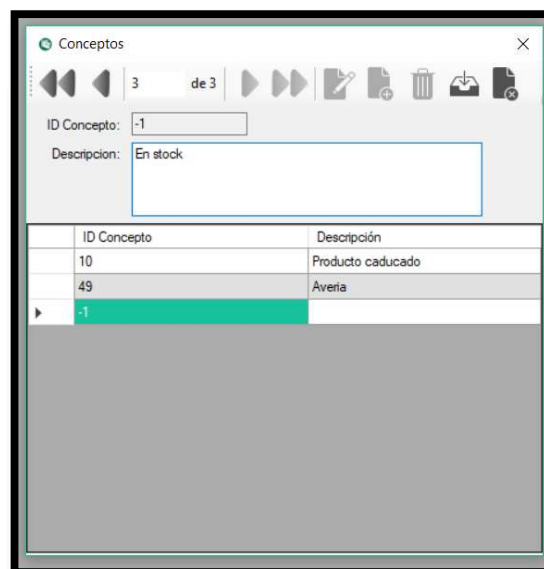 Conceptos
3 de 3
ID Concepto: -1
Descripcion: En stock
ID Concepto Descripción
10 Producto caducado
49 Averia
-1